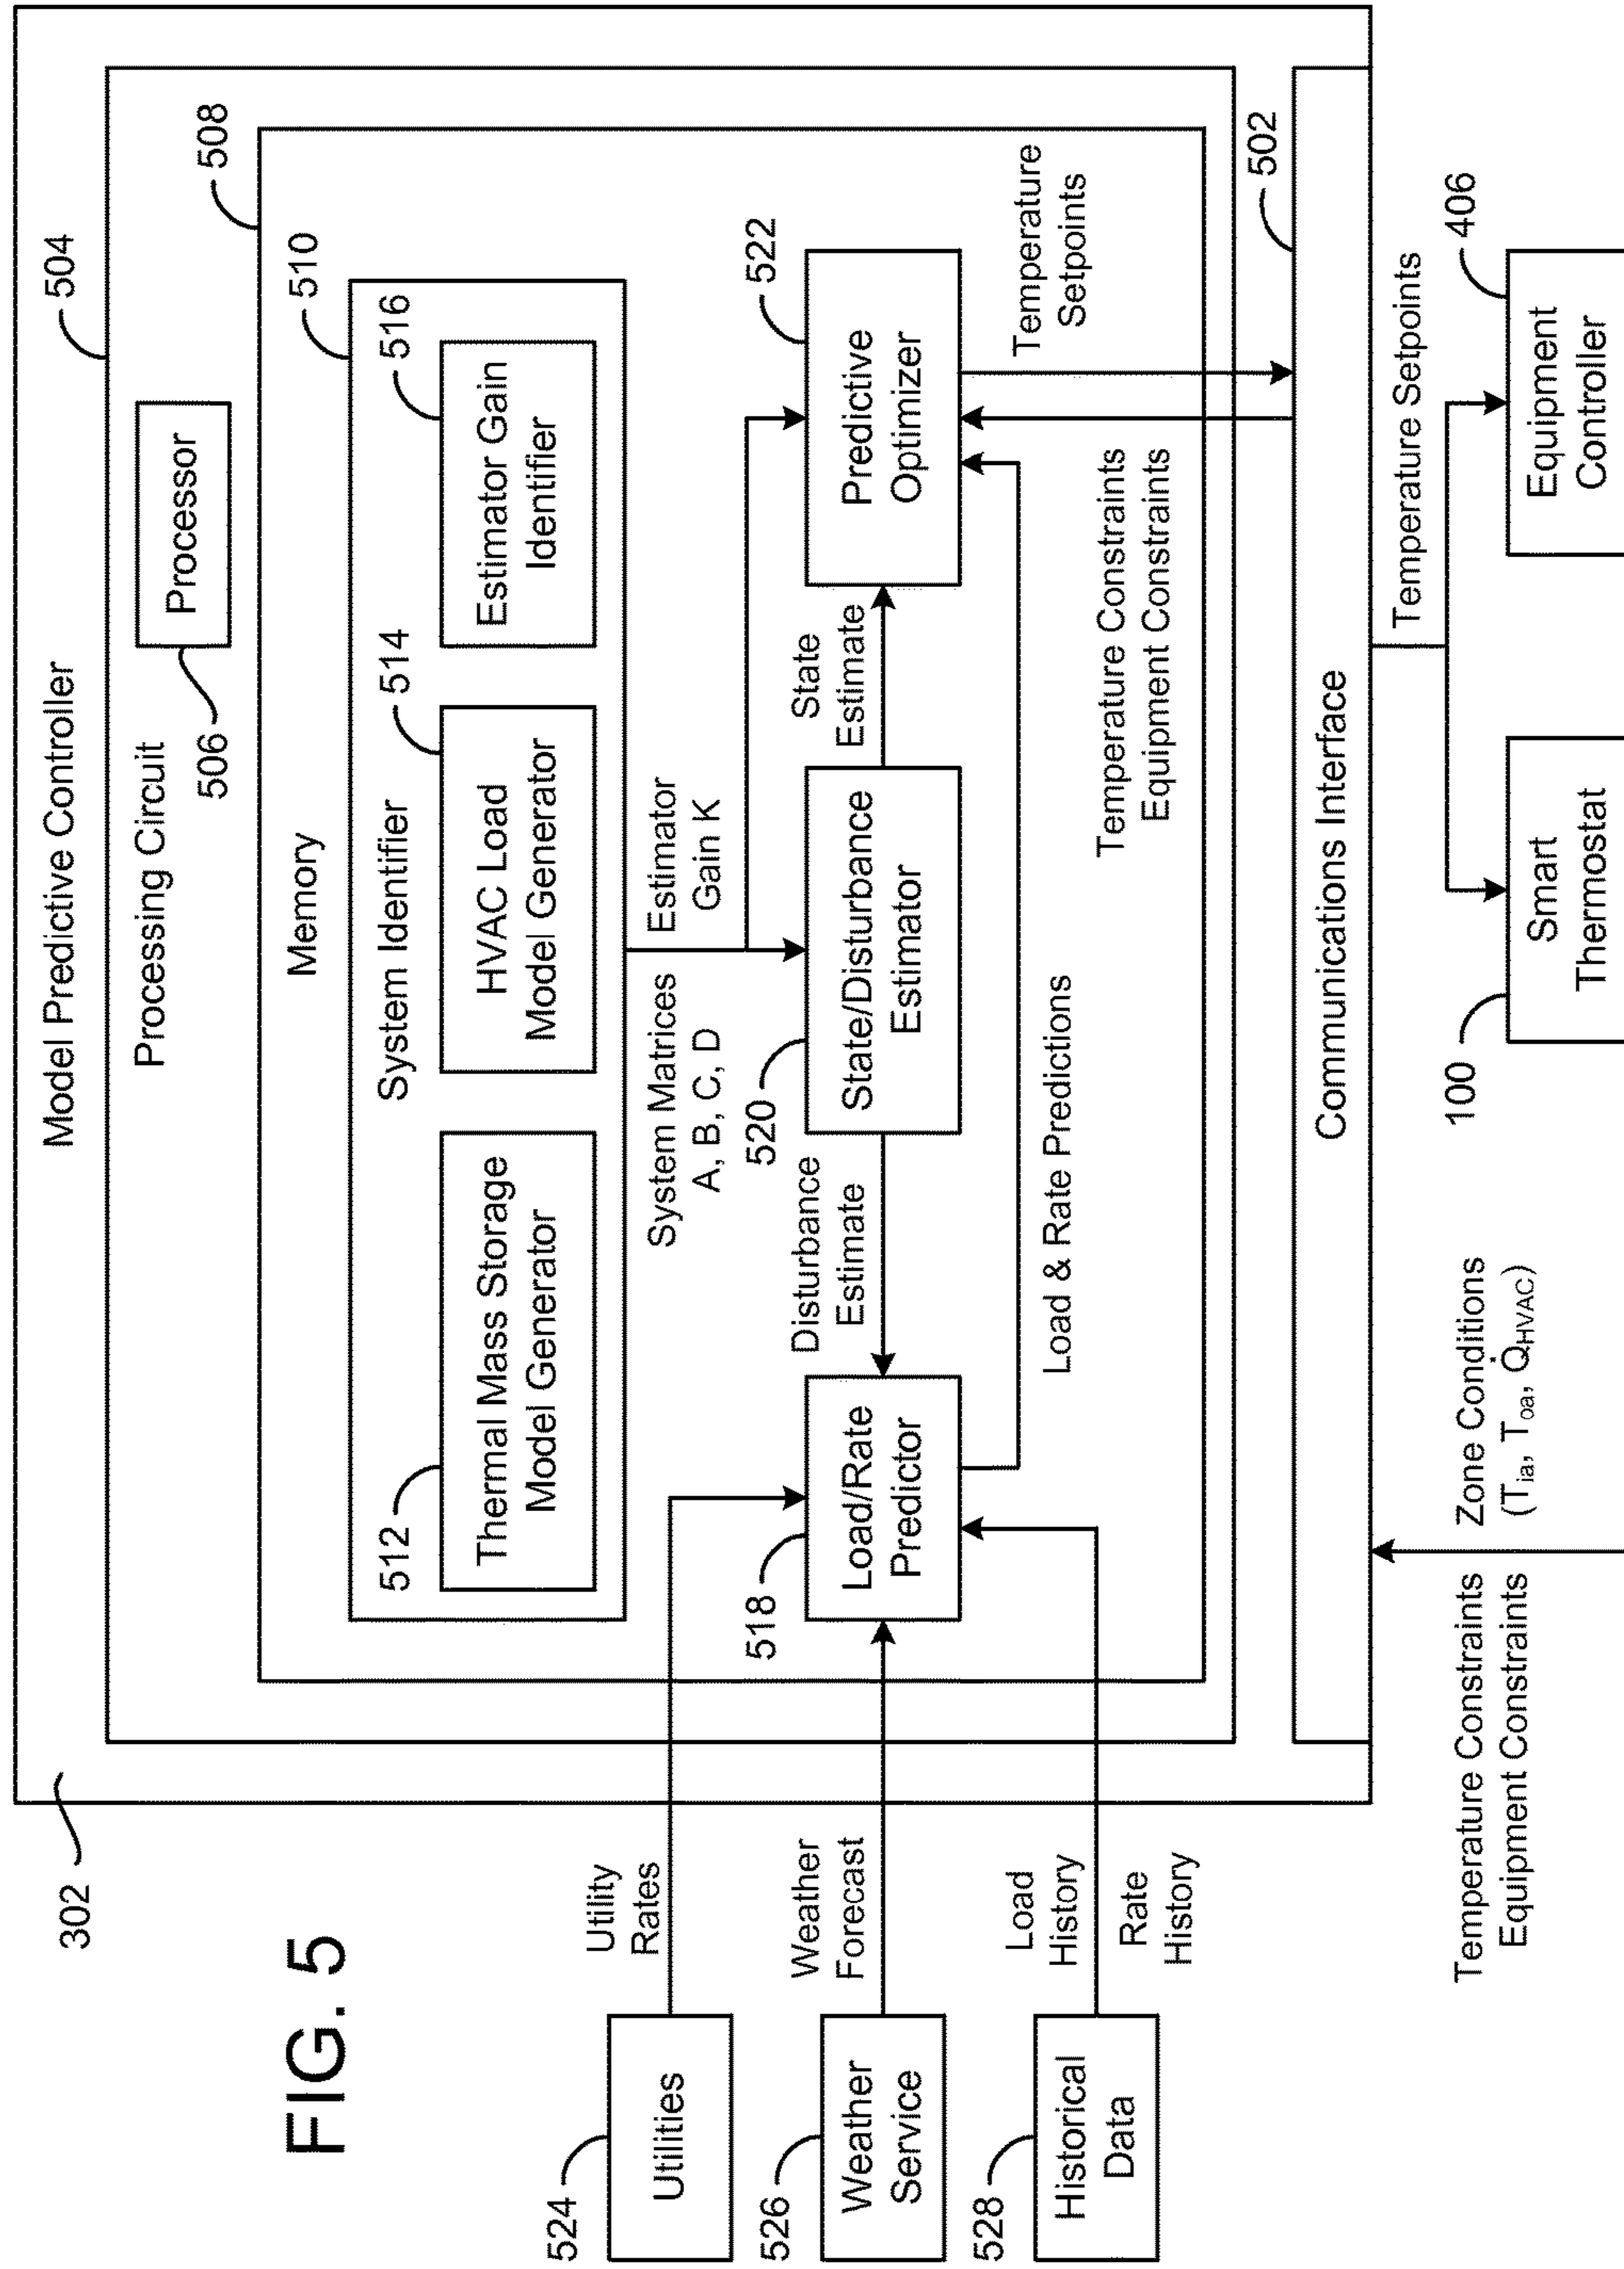 FIG. 5
302
Model Predictive Controller
504
Processing Circuit
Processor
506
508
Memory
510
System Identifier
512
514
516
Thermal Mass Storage
Model Generator
HVAC Load
Model Generator
Estimator Gain
Identifier
System Matrices
A, B, C, D
Estimator
Gain K
524
Utilities
Utility
Rates
526
Weather
Service
Weather
Forecast
528
Historical
Data
Load
History
Rate
History
518
Load/Rate
Predictor
Disturbance
Estimate
520
State/Disturbance
Estimator
State
Estimate
522
Predictive
Optimizer
Load & Rate Predictions
Temperature Constraints
Equipment Constraints
Temperature
Setpoints
502
Communications Interface
Temperature Constraints
Equipment Constraints
Zone Conditions
(Tia, Toa, Q̇HVAC)
Temperature Setpoints
100
Smart
Thermostat
406
Equipment
Controller